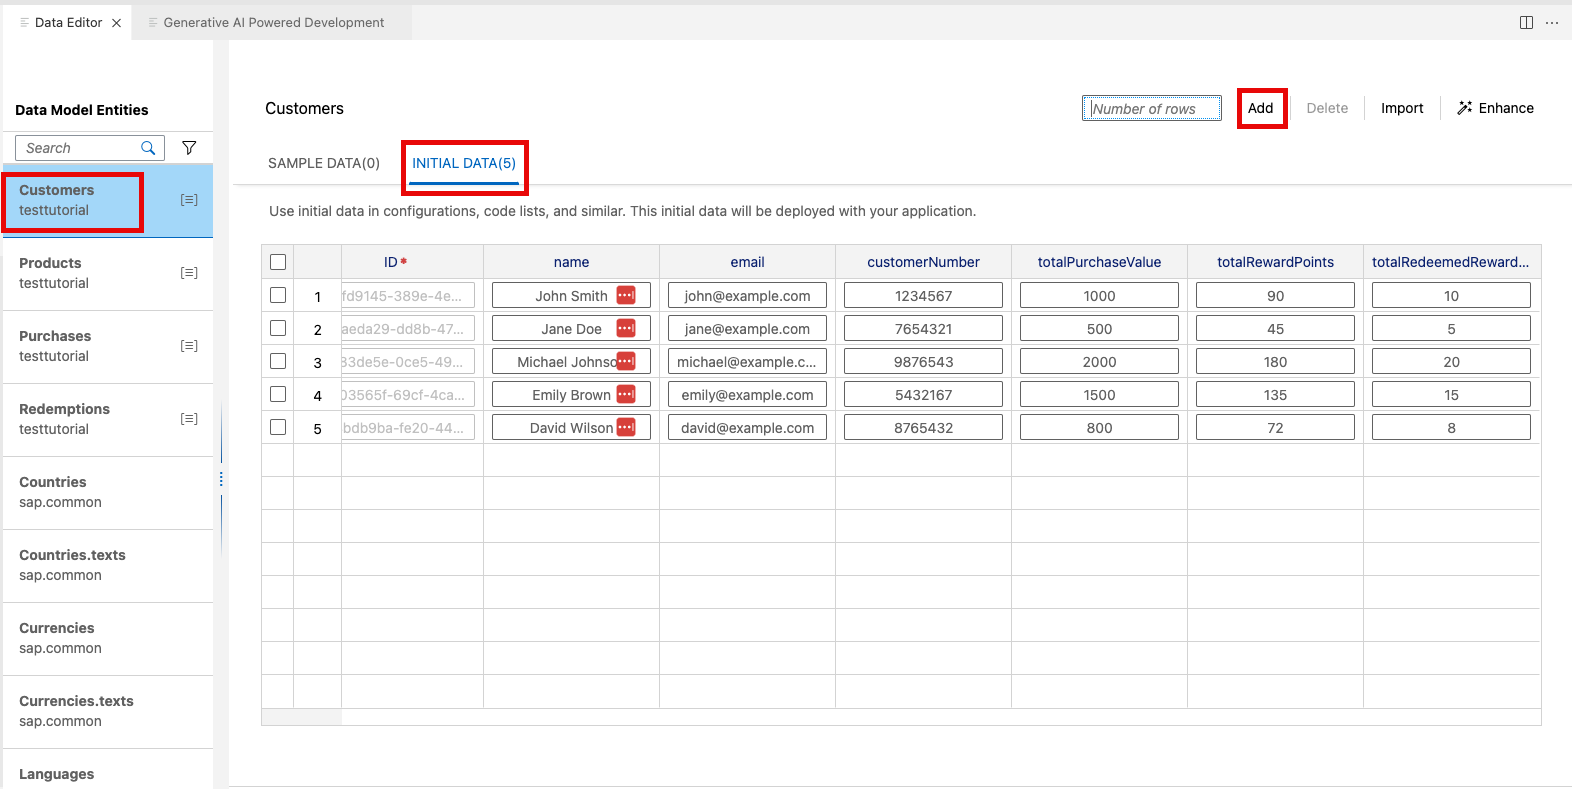 Data Editor
Generative AI Powered Development
Data Model Entities
Search
Customers
testtutorial
Products
testtutorial
Purchases
testtutorial
Redemptions
testtutorial
Countries
sap.common
Countries.texts
sap.common
Currencies
sap.common
Currencies.texts
sap.common
Languages
Customers
Number of rows
Add
Delete
Import
Enhance
SAMPLE DATA(0)
INITIAL DATA(5)
Use initial data in configurations, code lists, and similar. This initial data will be deployed with your application.
ID* name email customerNumber totalPurchaseValue totalRewardPoints totalRedeemedReward...
1 fd9145-389e-4e... John Smith john@example.com 1234567 1000 90 10
2 aeda29-dd8b-47... Jane Doe jane@example.com 7654321 500 45 5
3 83de5e-0ce5-49... Michael Johnso michael@example.c... 9876543 2000 180 20
4 03565f-69cf-4ca... Emily Brown emily@example.com 5432167 1500 135 15
5 bdb9ba-fe20-44... David Wilson david@example.com 8765432 800 72 8